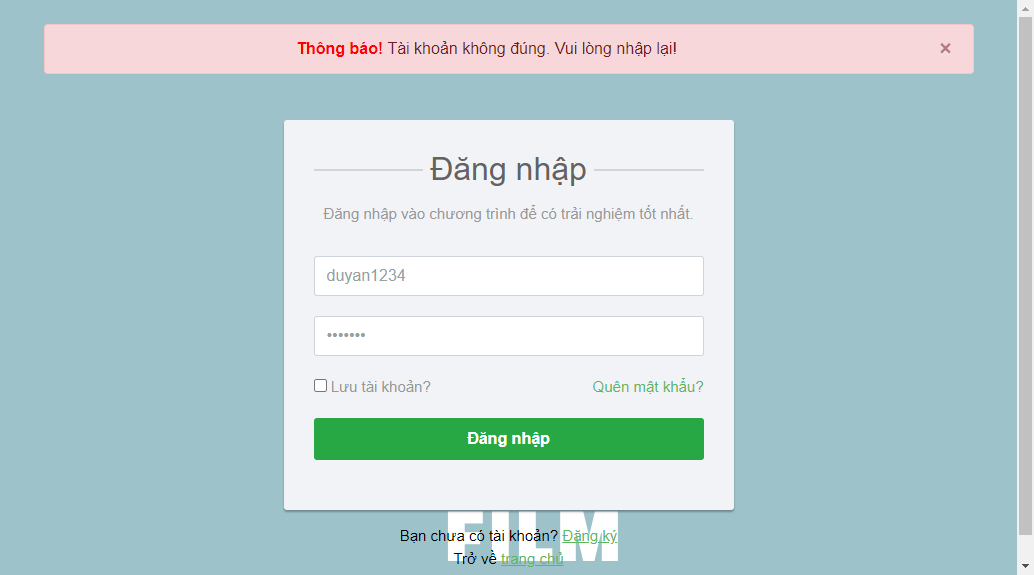 Thông báo! Tài khoản không đúng. Vui lòng nhập lại!
×
Đăng nhập
Đăng nhập vào chương trình để có trải nghiệm tốt nhất.
duyan1234
•••••••
Lưu tài khoản? Quên mật khẩu?
Đăng nhập
FILM
Bạn chưa có tài khoản? Đăng ký
Trở về trang chủ